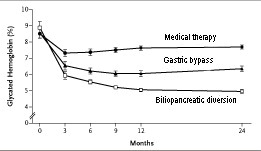 Glycated Hemoglobin (%)
9
8
7
6
5
4
0
Medical therapy
Gastric bypass
Biliopancreatic diversion
0 3 6 9 12 24
Months